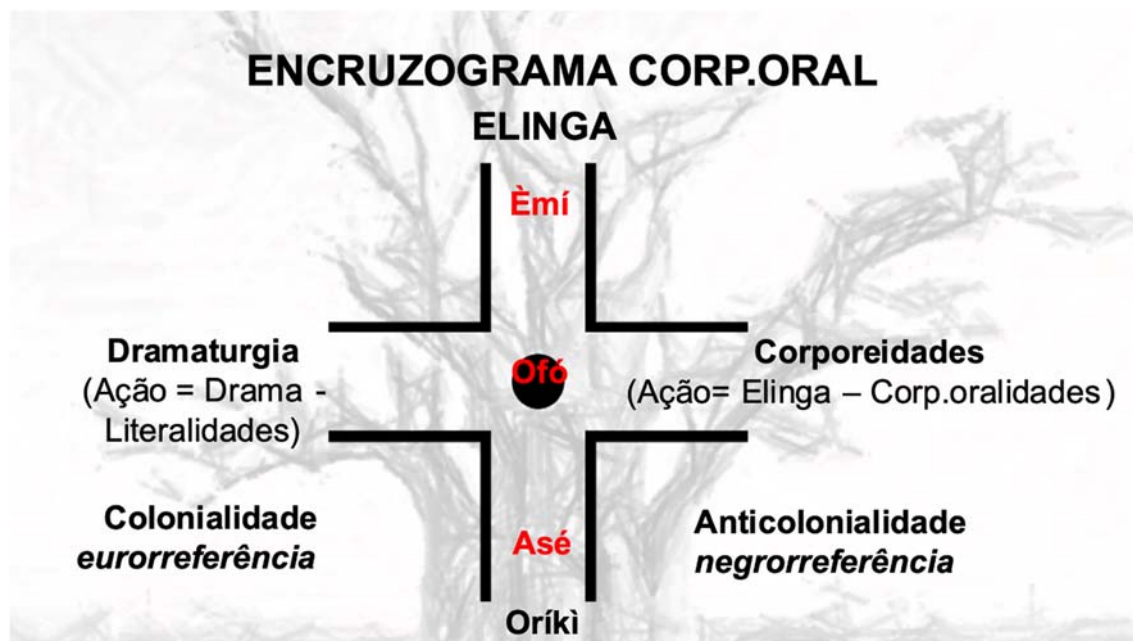 ENCRUZOGRAMA CORP.ORAL
ELINGA
Èmí
Dramaturgia
(Ação = Drama -
Literalidades)
Ofó
Corporeidades
(Ação= Elinga – Corp.oralidades)
Colonialidade
eurorreferência
Asé
Anticolonialidade
negrorreferência
Oríkì